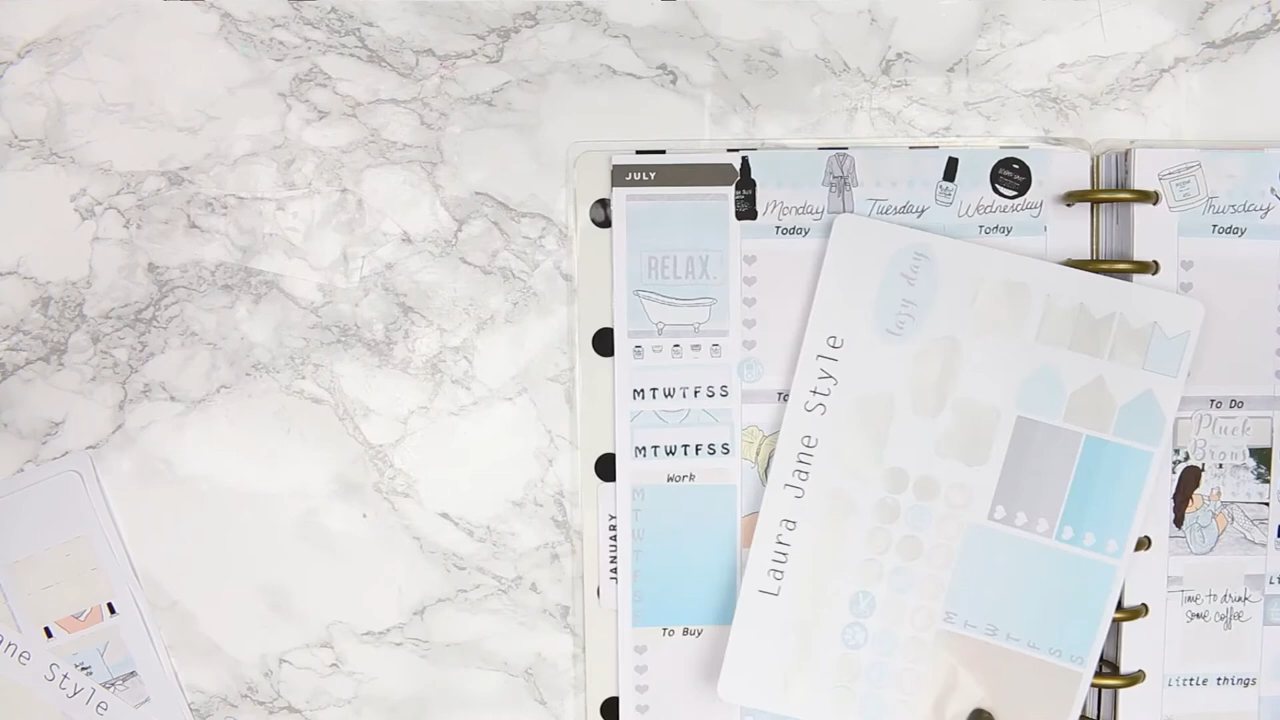 JULY
RELAX.
MTWTFSS
MTWTFSS
Work
M
T
W
T
F
S
To Buy
JANUARY
Monday
Tuesday
Wednesday
Thursday
Today
Today
Today
To Do
Pluck
Brows
Time to drink
some coffee
Little things
lazy day
Laura Jane Style
M T W T F S S
ane Style